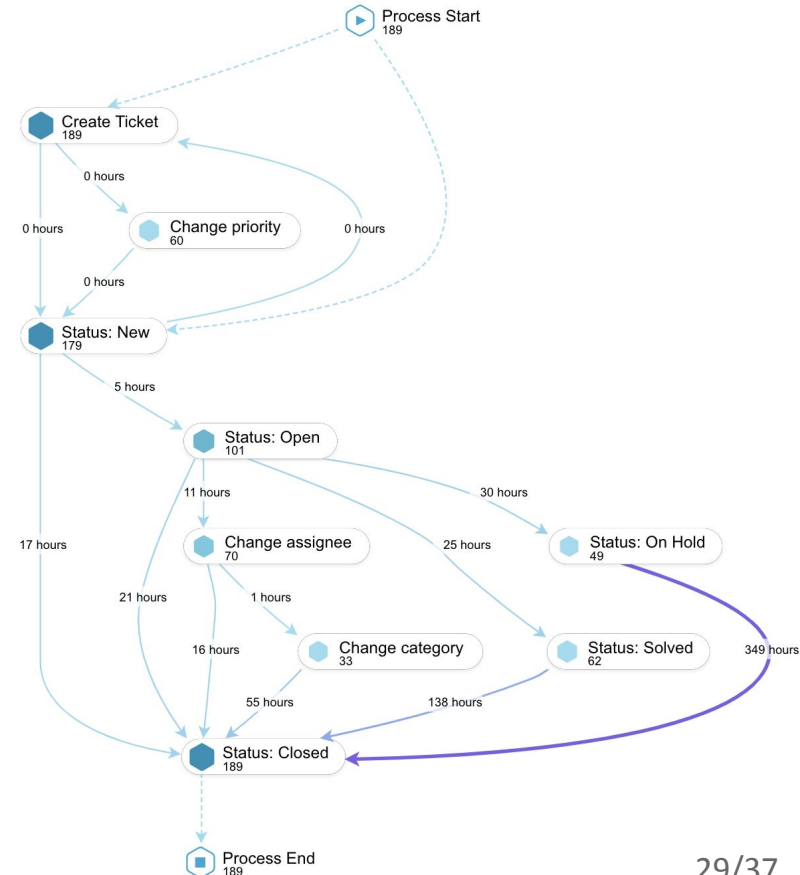 Process Start
189
Create Ticket
189
0 hours
Change priority
60
0 hours
0 hours
0 hours
Status: New
179
5 hours
Status: Open
101
11 hours
30 hours
17 hours
Change assignee
70
25 hours
Status: On Hold
49
21 hours
1 hours
16 hours
Change category
33
Status: Solved
62
349 hours
55 hours
138 hours
Status: Closed
189
Process End
189
29/37